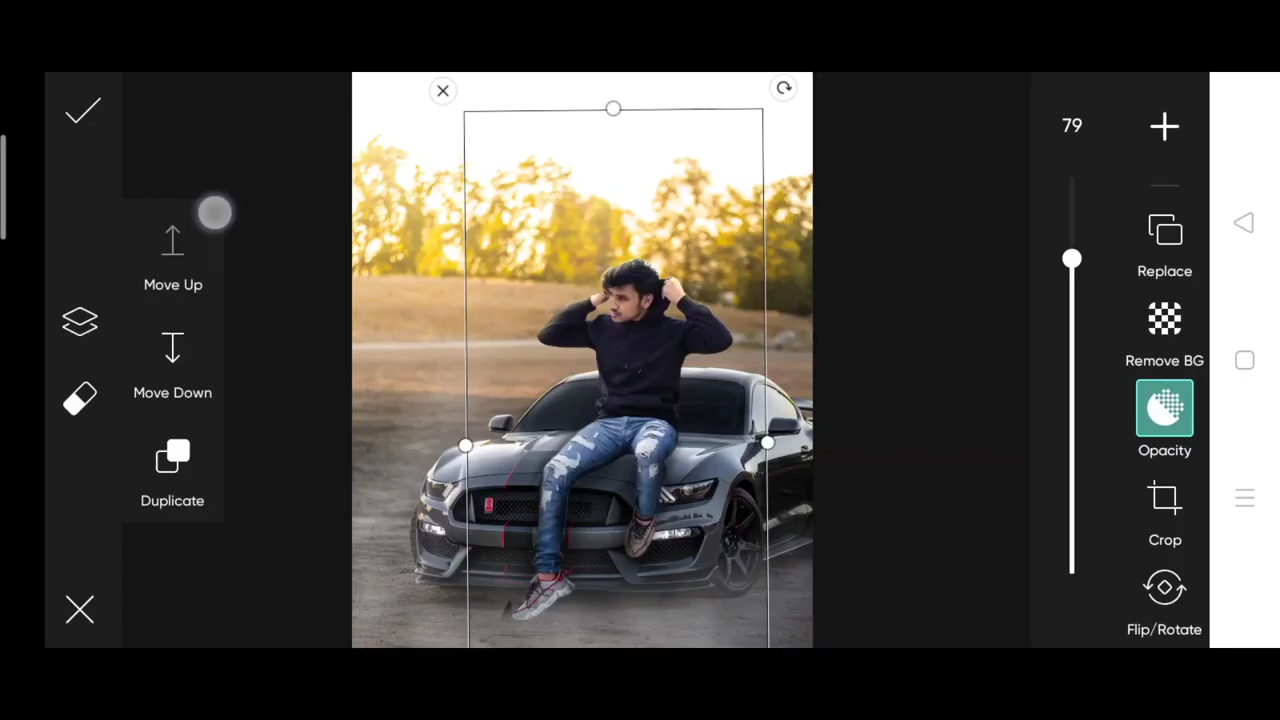 Move Up
Move Down
Duplicate
79
Replace
Remove BG
Opacity
Crop
Flip/Rotate